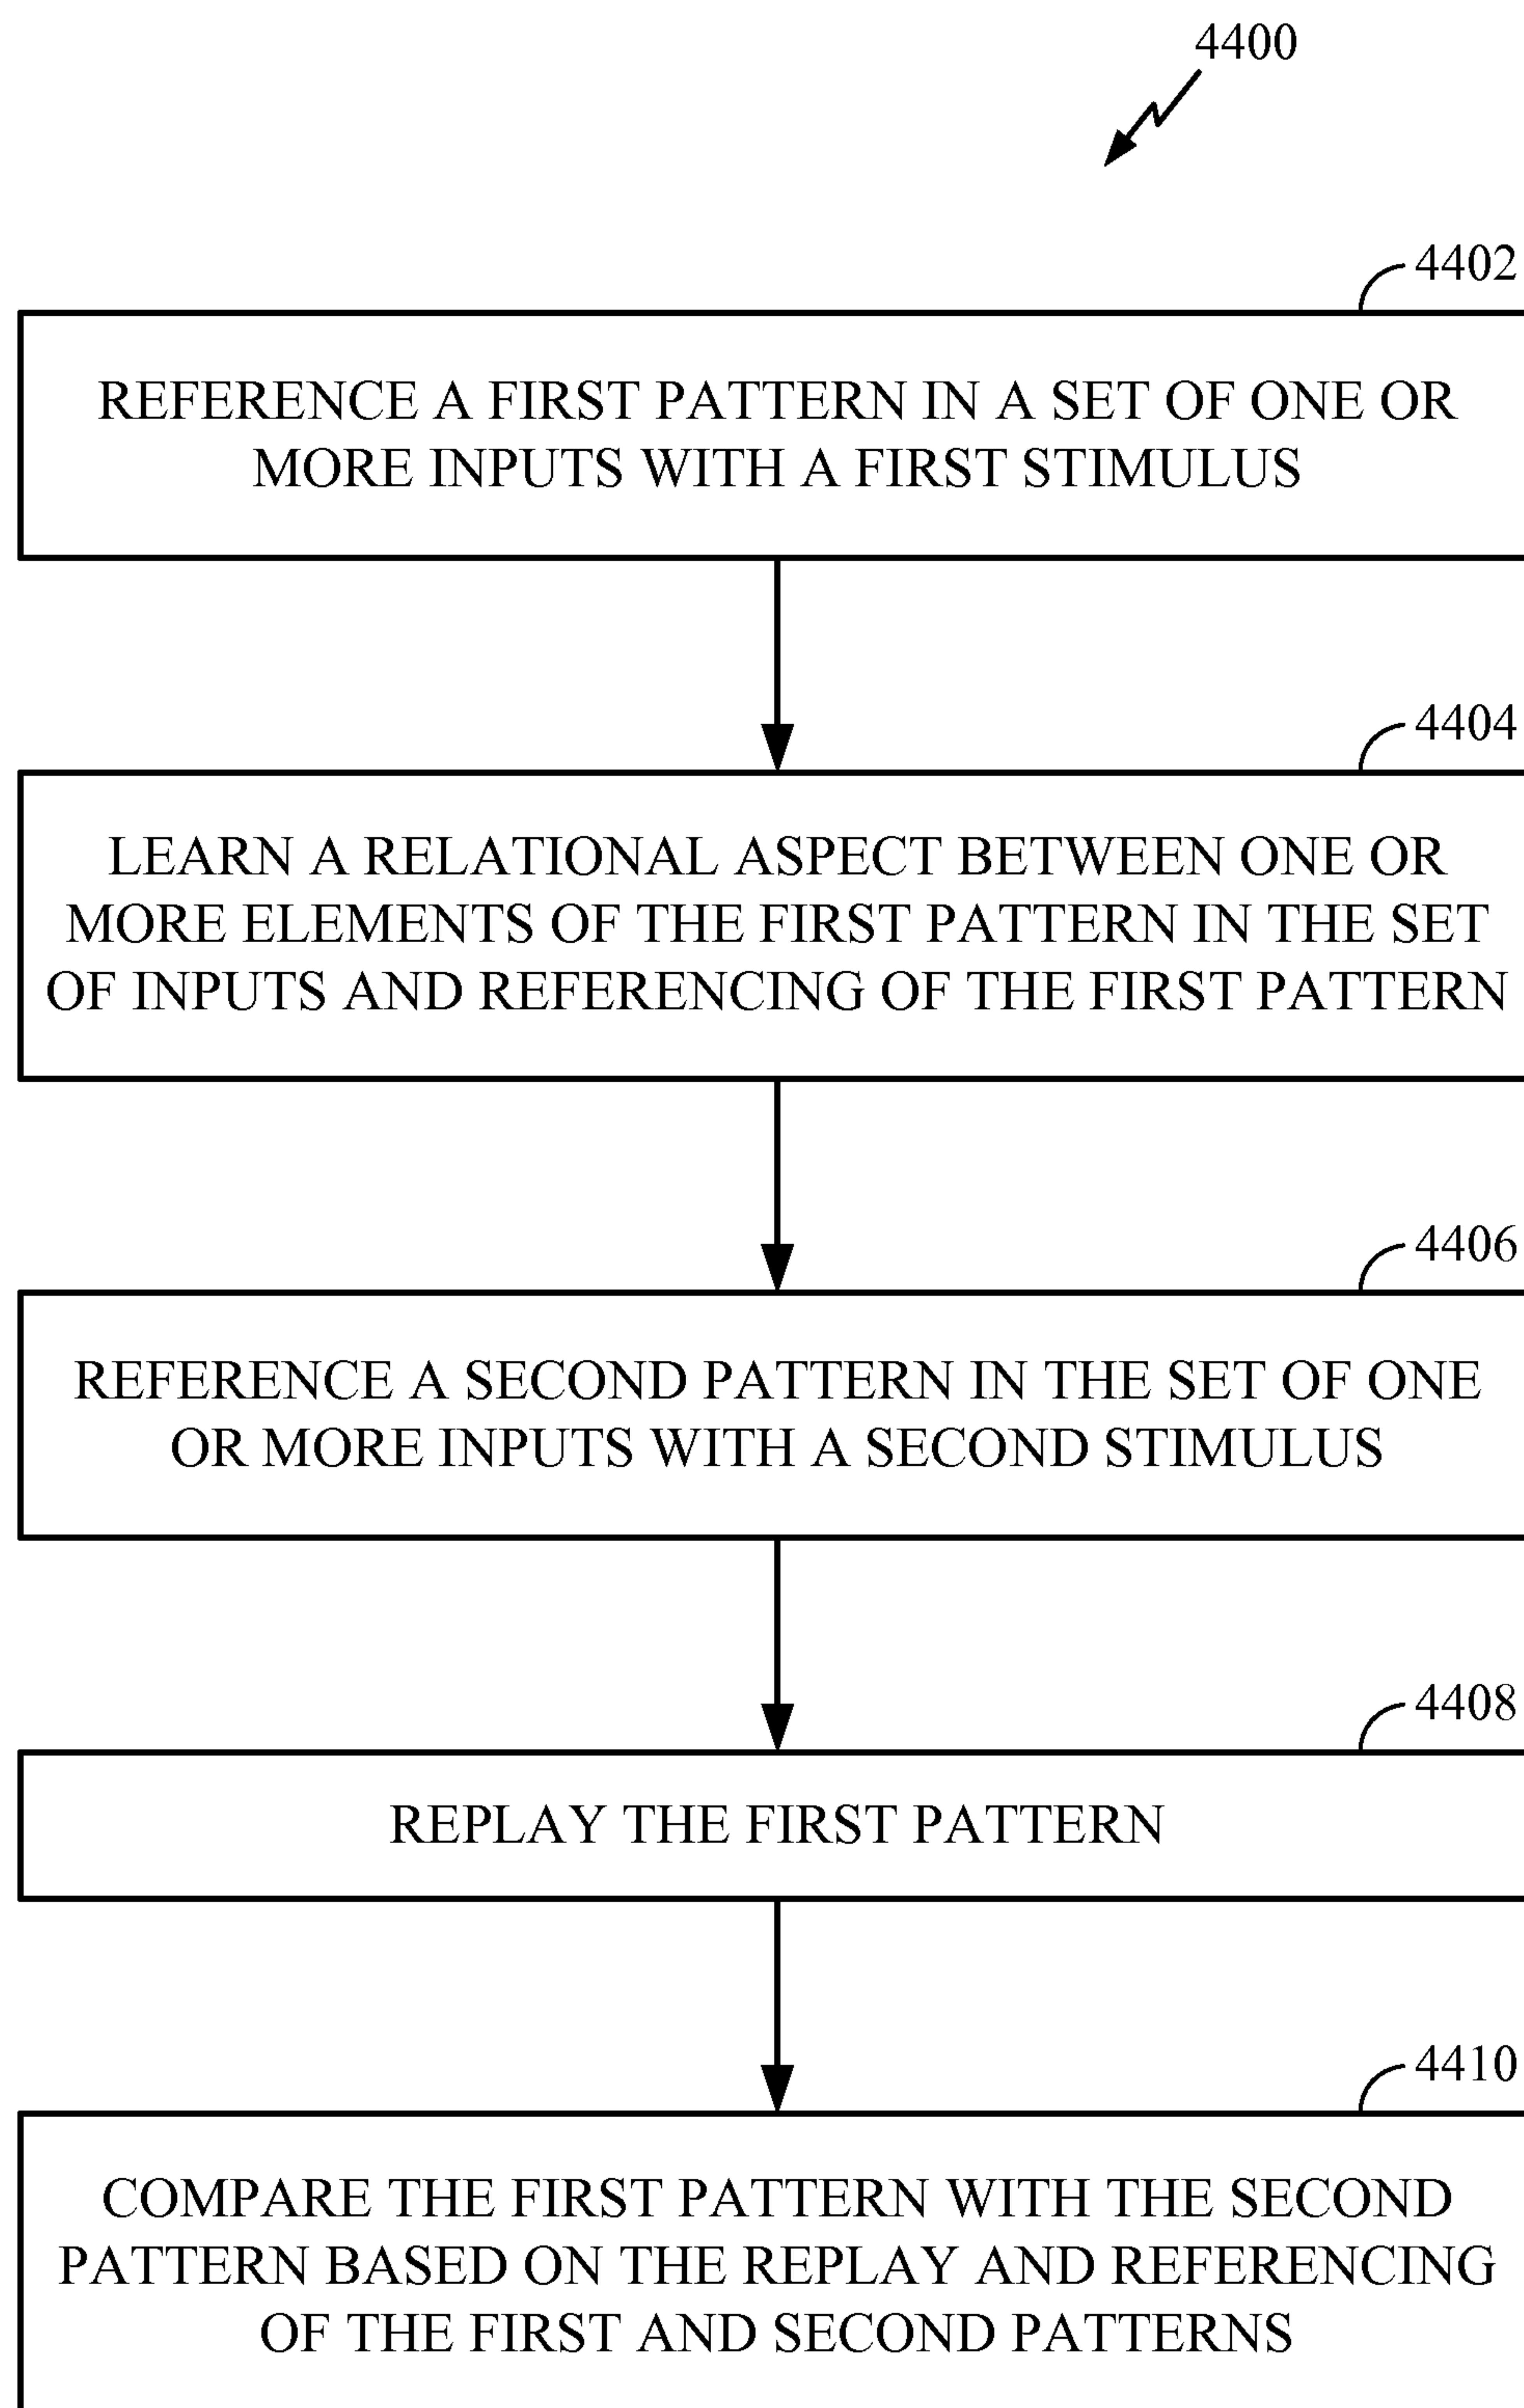 4400
4402
REFERENCE A FIRST PATTERN IN A SET OF ONE OR
MORE INPUTS WITH A FIRST STIMULUS
4404
LEARN A RELATIONAL ASPECT BETWEEN ONE OR
MORE ELEMENTS OF THE FIRST PATTERN IN THE SET
OF INPUTS AND REFERENCING OF THE FIRST PATTERN
4406
REFERENCE A SECOND PATTERN IN THE SET OF ONE
OR MORE INPUTS WITH A SECOND STIMULUS
4408
REPLAY THE FIRST PATTERN
4410
COMPARE THE FIRST PATTERN WITH THE SECOND
PATTERN BASED ON THE REPLAY AND REFERENCING
OF THE FIRST AND SECOND PATTERNS